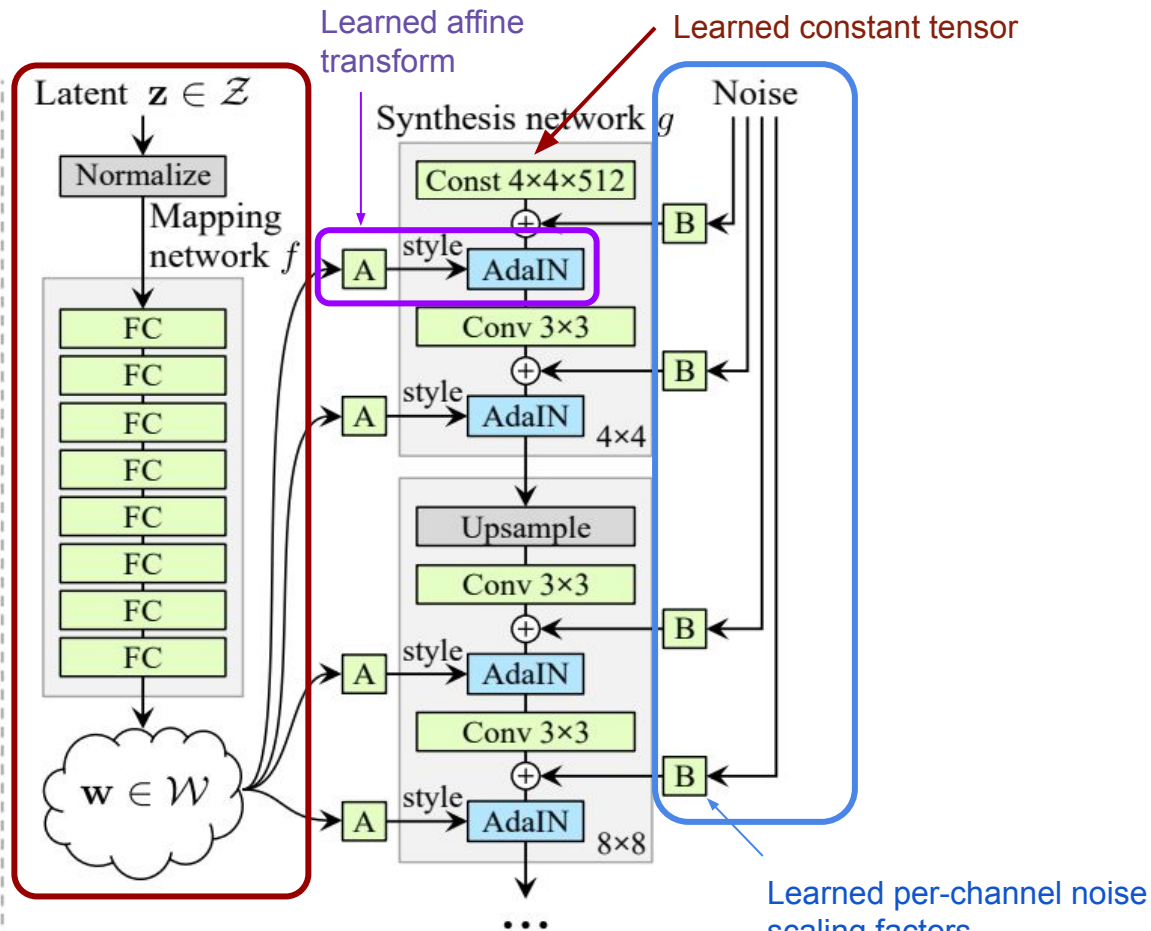 Learned affine
transform
Learned constant tensor
Latent z ∈ 𝒵
Noise
Synthesis network g
Normalize
Const 4×4×512
Mapping
network f
B
style
A
AdaIN
FC
Conv 3×3
FC
B
FC
style
A
AdaIN
4×4
FC
FC
Upsample
FC
Conv 3×3
FC
B
FC
style
A
AdaIN
Conv 3×3
w ∈ 𝒲
B
style
A
AdaIN
8×8
...
Learned per-channel noise
scaling factors